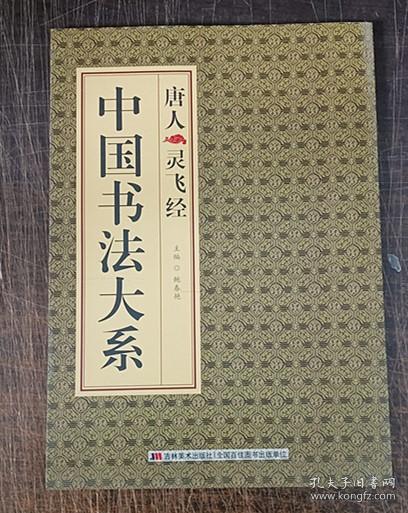 中国书法大系
唐人 灵飞经
主编◎鲍春艳
吉林美术出版社|全国百佳图书出版单位
孔夫子旧书网
www.kongfz.com